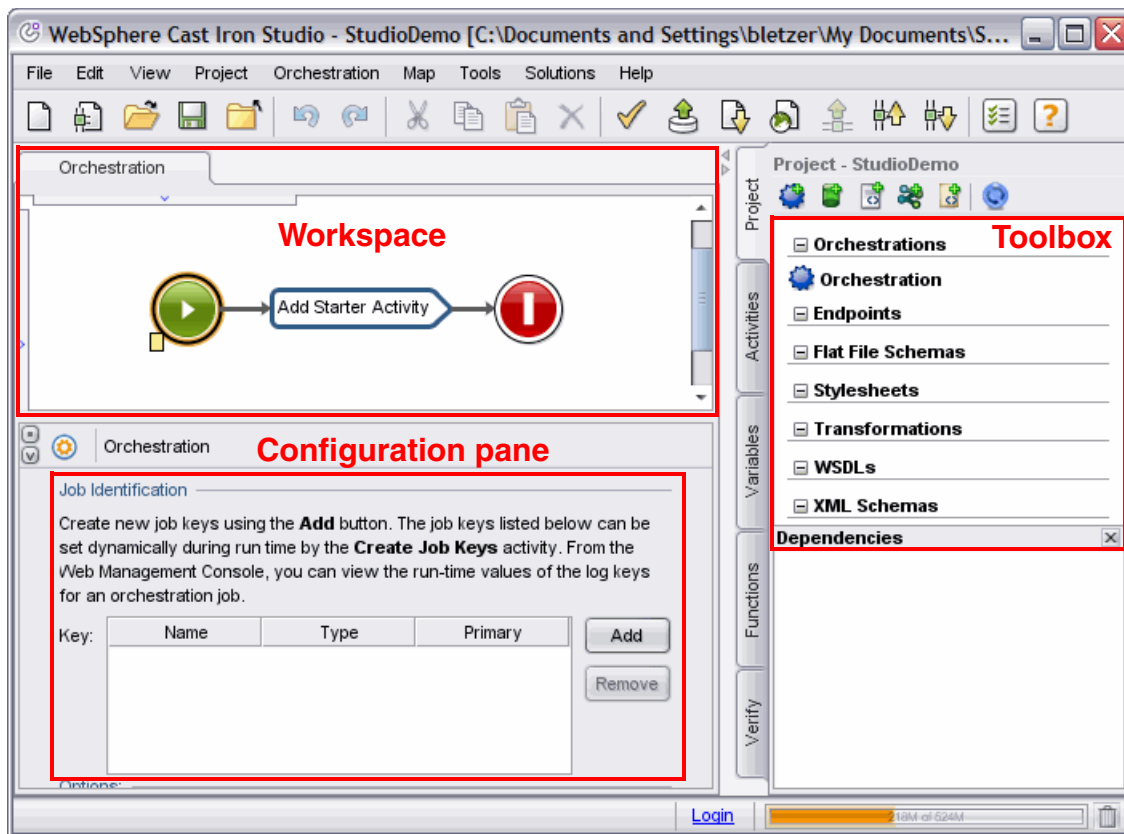 WebSphere Cast Iron Studio - StudioDemo [C:\Documents and Settings\bletzer\My Documents\S...
File Edit View Project Orchestration Map Tools Solutions Help
Orchestration
Workspace
Add Starter Activity
Orchestration
Configuration pane
Job Identification
Create new job keys using the Add button. The job keys listed below can be
set dynamically during run time by the Create Job Keys activity. From the
Web Management Console, you can view the run-time values of the log keys
for an orchestration job.
Key: Name Type Primary
Add
Remove
Options:
Project
Activities
Variables
Functions
Verify
Project - StudioDemo
Toolbox
Orchestrations
Orchestration
Endpoints
Flat File Schemas
Stylesheets
Transformations
WSDLs
XML Schemas
Dependencies
Login
218M of 524M